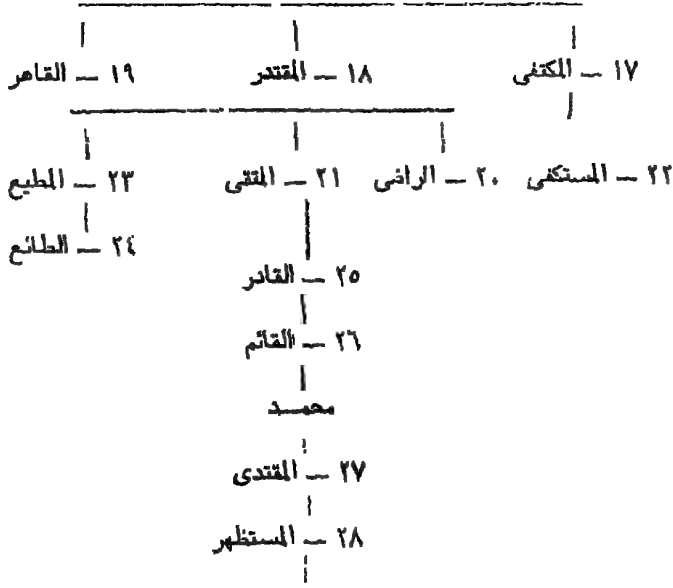 ١٧ — المكتفى ١٨ — المقتدر ١٩ — القاهر
٢٢ — المستكفى ٢٠ — الراضى ٢١ — المتقى ٢٣ — المطيع
٢٤ — الطائع
٢٥ — القادر
٢٦ — القائم
محمد
٢٧ — المقتدى
٢٨ — المستظهر